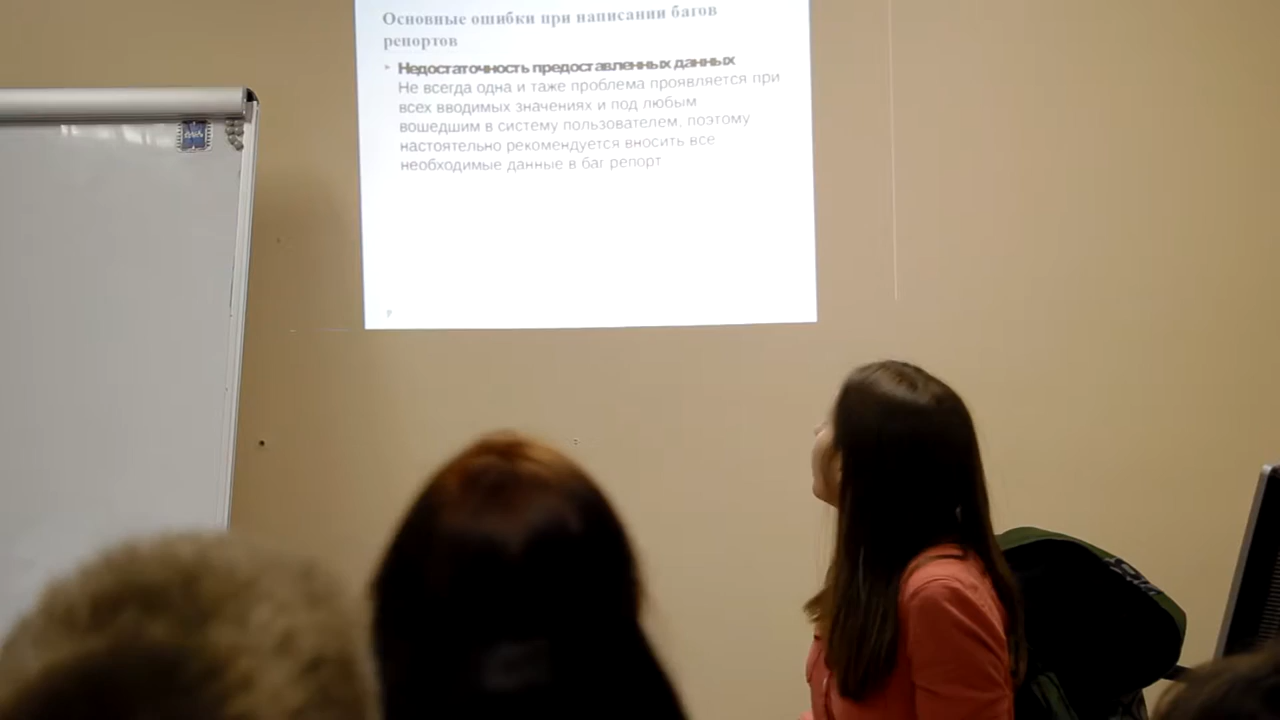 Основные ошибки при написании багов
репортов
Недостаточность предоставленных данных
Не всегда одна и таже проблема проявляется при
всех вводимых значениях и под любым
вошедшим в систему пользователем, поэтому
настоятельно рекомендуется вносить все
необходимые данные в баг репорт
9